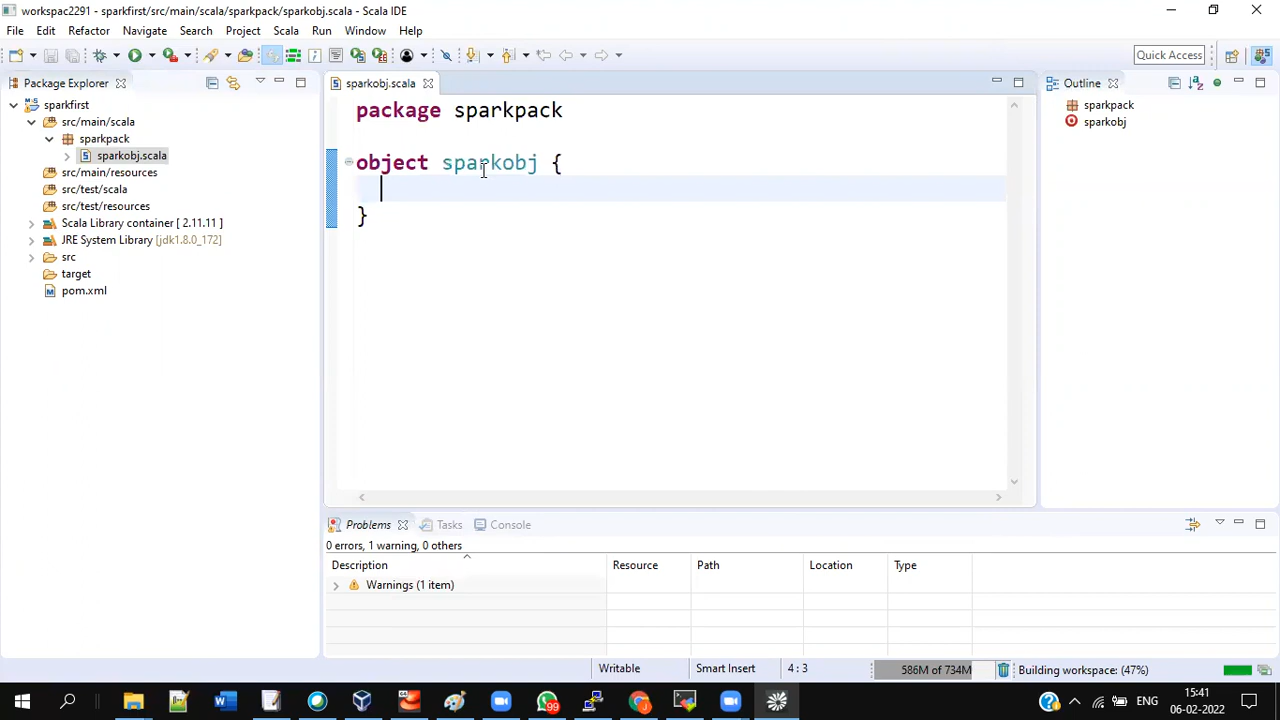 workspac2291 - sparkfirst/src/main/scala/sparkpack/sparkobj.scala - Scala IDE
File Edit Refactor Navigate Search Project Scala Run Window Help
Quick Access
Package Explorer
sparkfirst
src/main/scala
sparkpack
sparkobj.scala
src/main/resources
src/test/scala
src/test/resources
Scala Library container [ 2.11.11 ]
JRE System Library [jdk1.8.0_172]
src
target
pom.xml
sparkobj.scala
package sparkpack
object sparkobj {
}
Outline
sparkpack
sparkobj
Problems Tasks Console
0 errors, 1 warning, 0 others
Description Resource Path Location Type
Warnings (1 item)
Writable Smart Insert 4 : 3 586M of 734M Building workspace: (47%)
99
ENG
15:41
06-02-2022